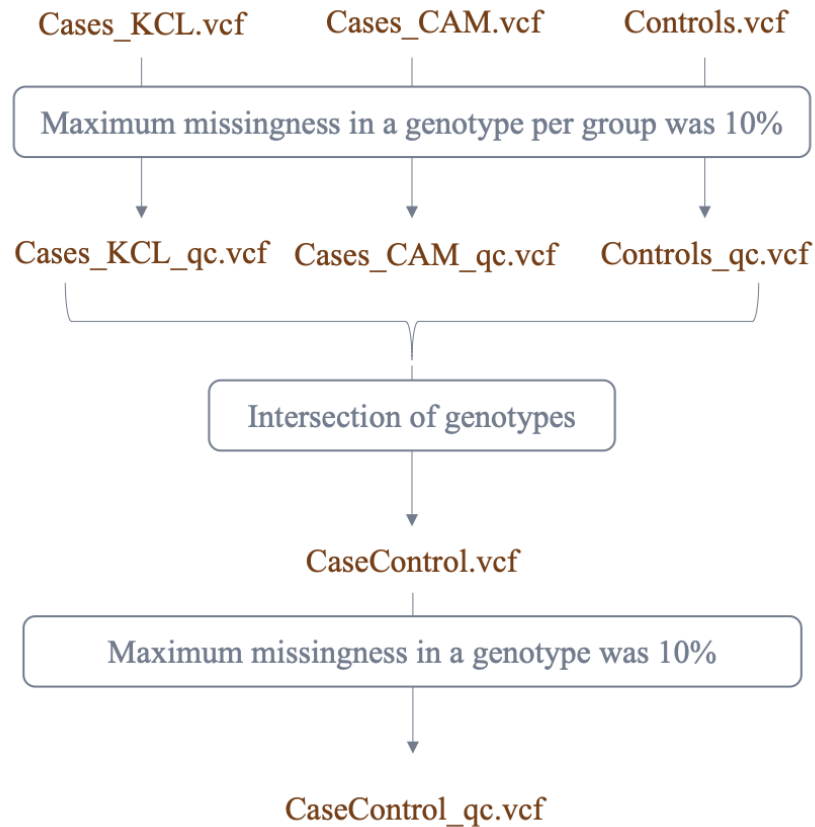 Cases_KCL.vcf
Cases_CAM.vcf
Controls.vcf
Maximum missingness in a genotype per group was 10%
Cases_KCL_qc.vcf
Cases_CAM_qc.vcf
Controls_qc.vcf
Intersection of genotypes
CaseControl.vcf
Maximum missingness in a genotype was 10%
CaseControl_qc.vcf